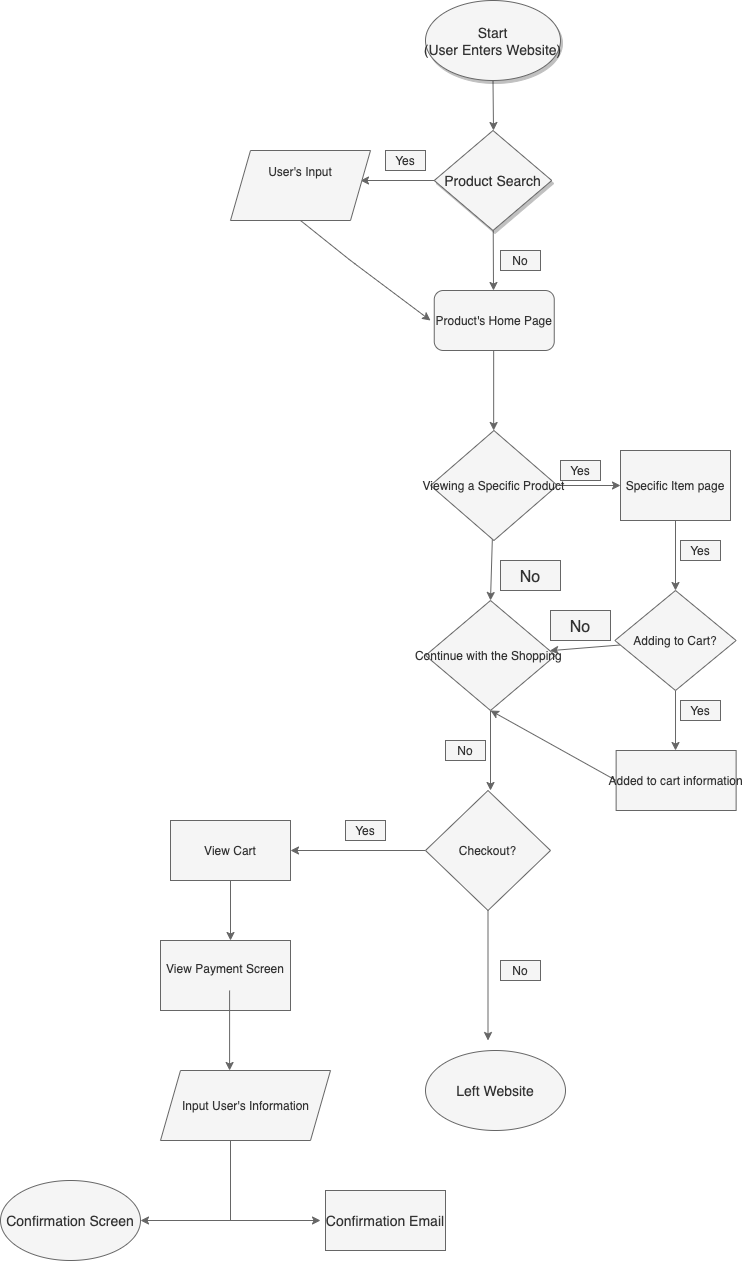 Start
(User Enters Website)
Yes
User's Input
Product Search
No
Product's Home Page
Viewing a Specific Product
Yes
Specific Item page
Yes
No
No
Adding to Cart?
Continue with the Shopping
Yes
No
Added to cart information
Yes
View Cart
Checkout?
View Payment Screen
No
Left Website
Input User's Information
Confirmation Screen
Confirmation Email